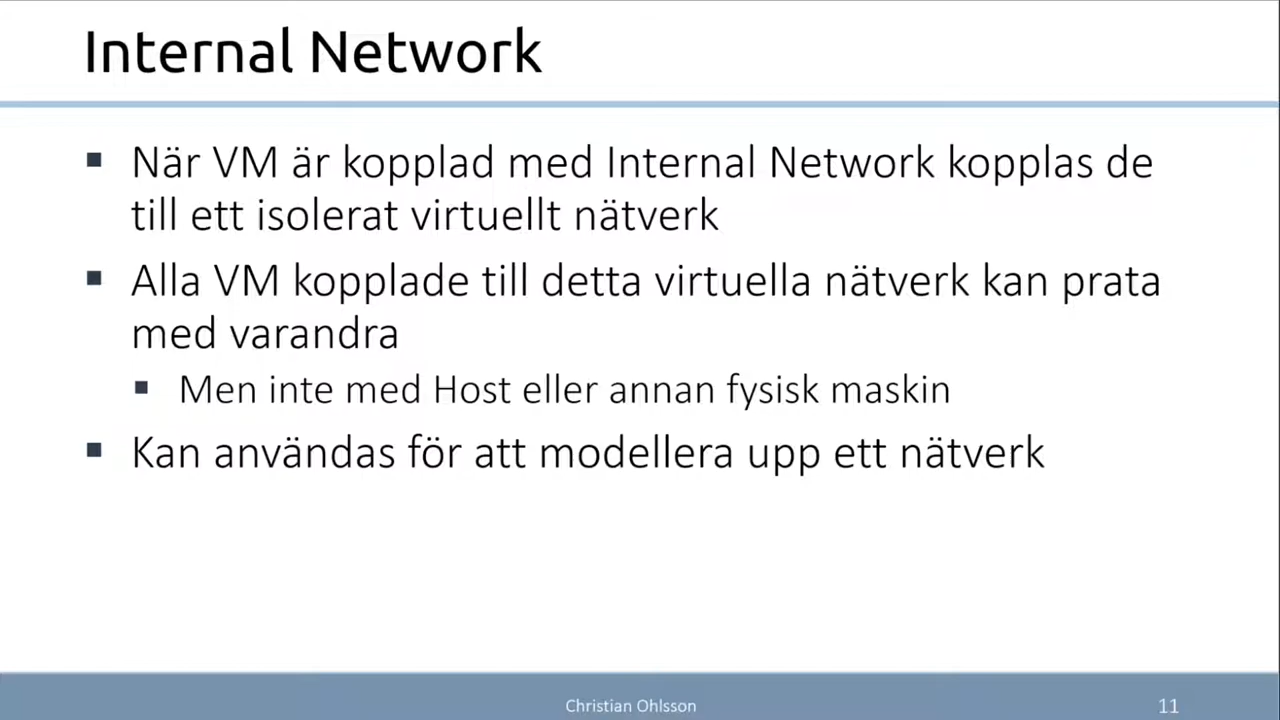 Internal Network
▪ När VM är kopplad med Internal Network kopplas de
till ett isolerat virtuellt nätverk
▪ Alla VM kopplade till detta virtuella nätverk kan prata
med varandra
▪ Men inte med Host eller annan fysisk maskin
▪ Kan användas för att modellera upp ett nätverk
Christian Ohlsson
11